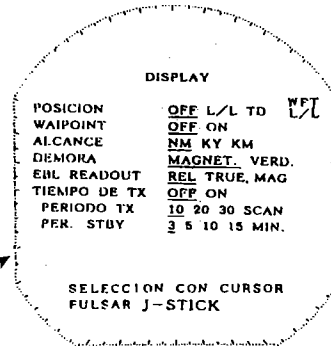 DISPLAY
POSICION OFF L/L TD WFT L/L
WAIPOINT OFF ON
ALCANCE NM KY KM
DEMORA MAGNET. VERD.
EBL READOUT REL TRUE, MAG
TIEMPO DE TX OFF ON
PERIODO TX 10 20 30 SCAN
PER. STBY 3 5 10 15 MIN.
SELECCION CON CURSOR
FULSAR J-STICK